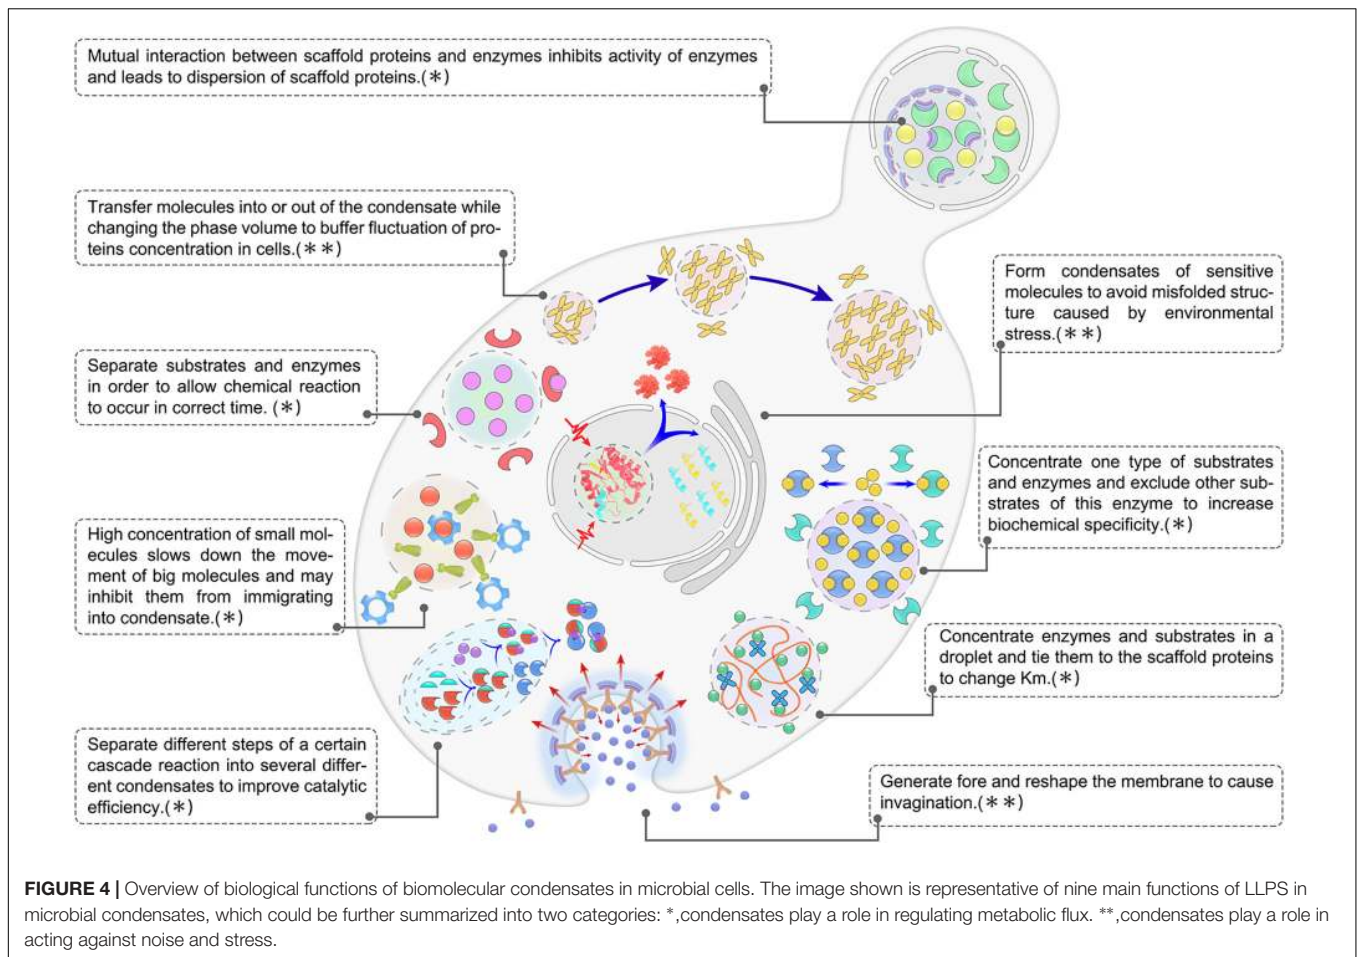 Mutual interaction between scaffold proteins and enzymes inhibits activity of enzymes
and leads to dispersion of scaffold proteins.(*)
Transfer molecules into or out of the condensate while
changing the phase volume to buffer fluctuation of pro-
teins concentration in cells.(**)
Form condensates of sensitive
molecules to avoid misfolded struc-
ture caused by environmental
stress.(**)
Separate substrates and enzymes
in order to allow chemical reaction
to occur in correct time. (*)
Concentrate one type of substrates
and enzymes and exclude other sub-
strates of this enzyme to increase
biochemical specificity.(*)
High concentration of small mol-
ecules slows down the move-
ment of big molecules and may
inhibit them from immigrating
into condensate.(*)
Concentrate enzymes and substrates in a
droplet and tie them to the scaffold proteins
to change Km.(*)
Separate different steps of a certain
cascade reaction into several differ-
ent condensates to improve catalytic
efficiency.(*)
Generate fore and reshape the membrane to cause
invagination.(**)
FIGURE 4 | Overview of biological functions of biomolecular condensates in microbial cells. The image shown is representative of nine main functions of LLPS in
microbial condensates, which could be further summarized into two categories: *,condensates play a role in regulating metabolic flux. **,condensates play a role in
acting against noise and stress.